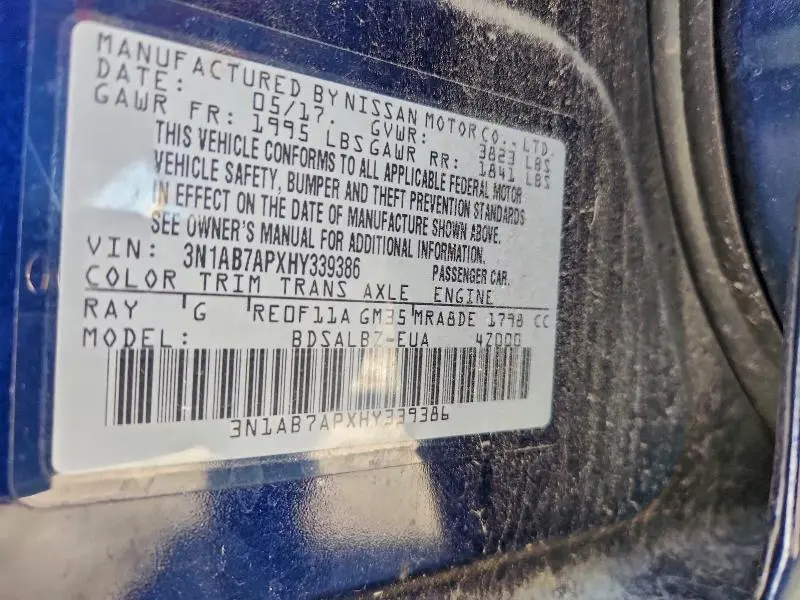 MANUFACTURED BY NISSAN MOTOR CO., LTD.
DATE: 05/17. GVWR: 3823 LBS
GAWR FR: 1995 LBS GAWR RR: 1841 LBS
THIS VEHICLE CONFORMS TO ALL APPLICABLE FEDERAL MOTOR
VEHICLE SAFETY, BUMPER AND THEFT PREVENTION STANDARDS
IN EFFECT ON THE DATE OF MANUFACTURE SHOWN ABOVE.
SEE OWNER'S MANUAL FOR ADDITIONAL INFORMATION.
VIN: 3N1AB7APXHY339386 PASSENGER CAR.
COLOR TRIM TRANS AXLE ENGINE
RAY G RE0F11A GM35 MRA8DE 1798 CC
MODEL: BDSALBZ-EUA 4Z000
3N1AB7APXHY339386